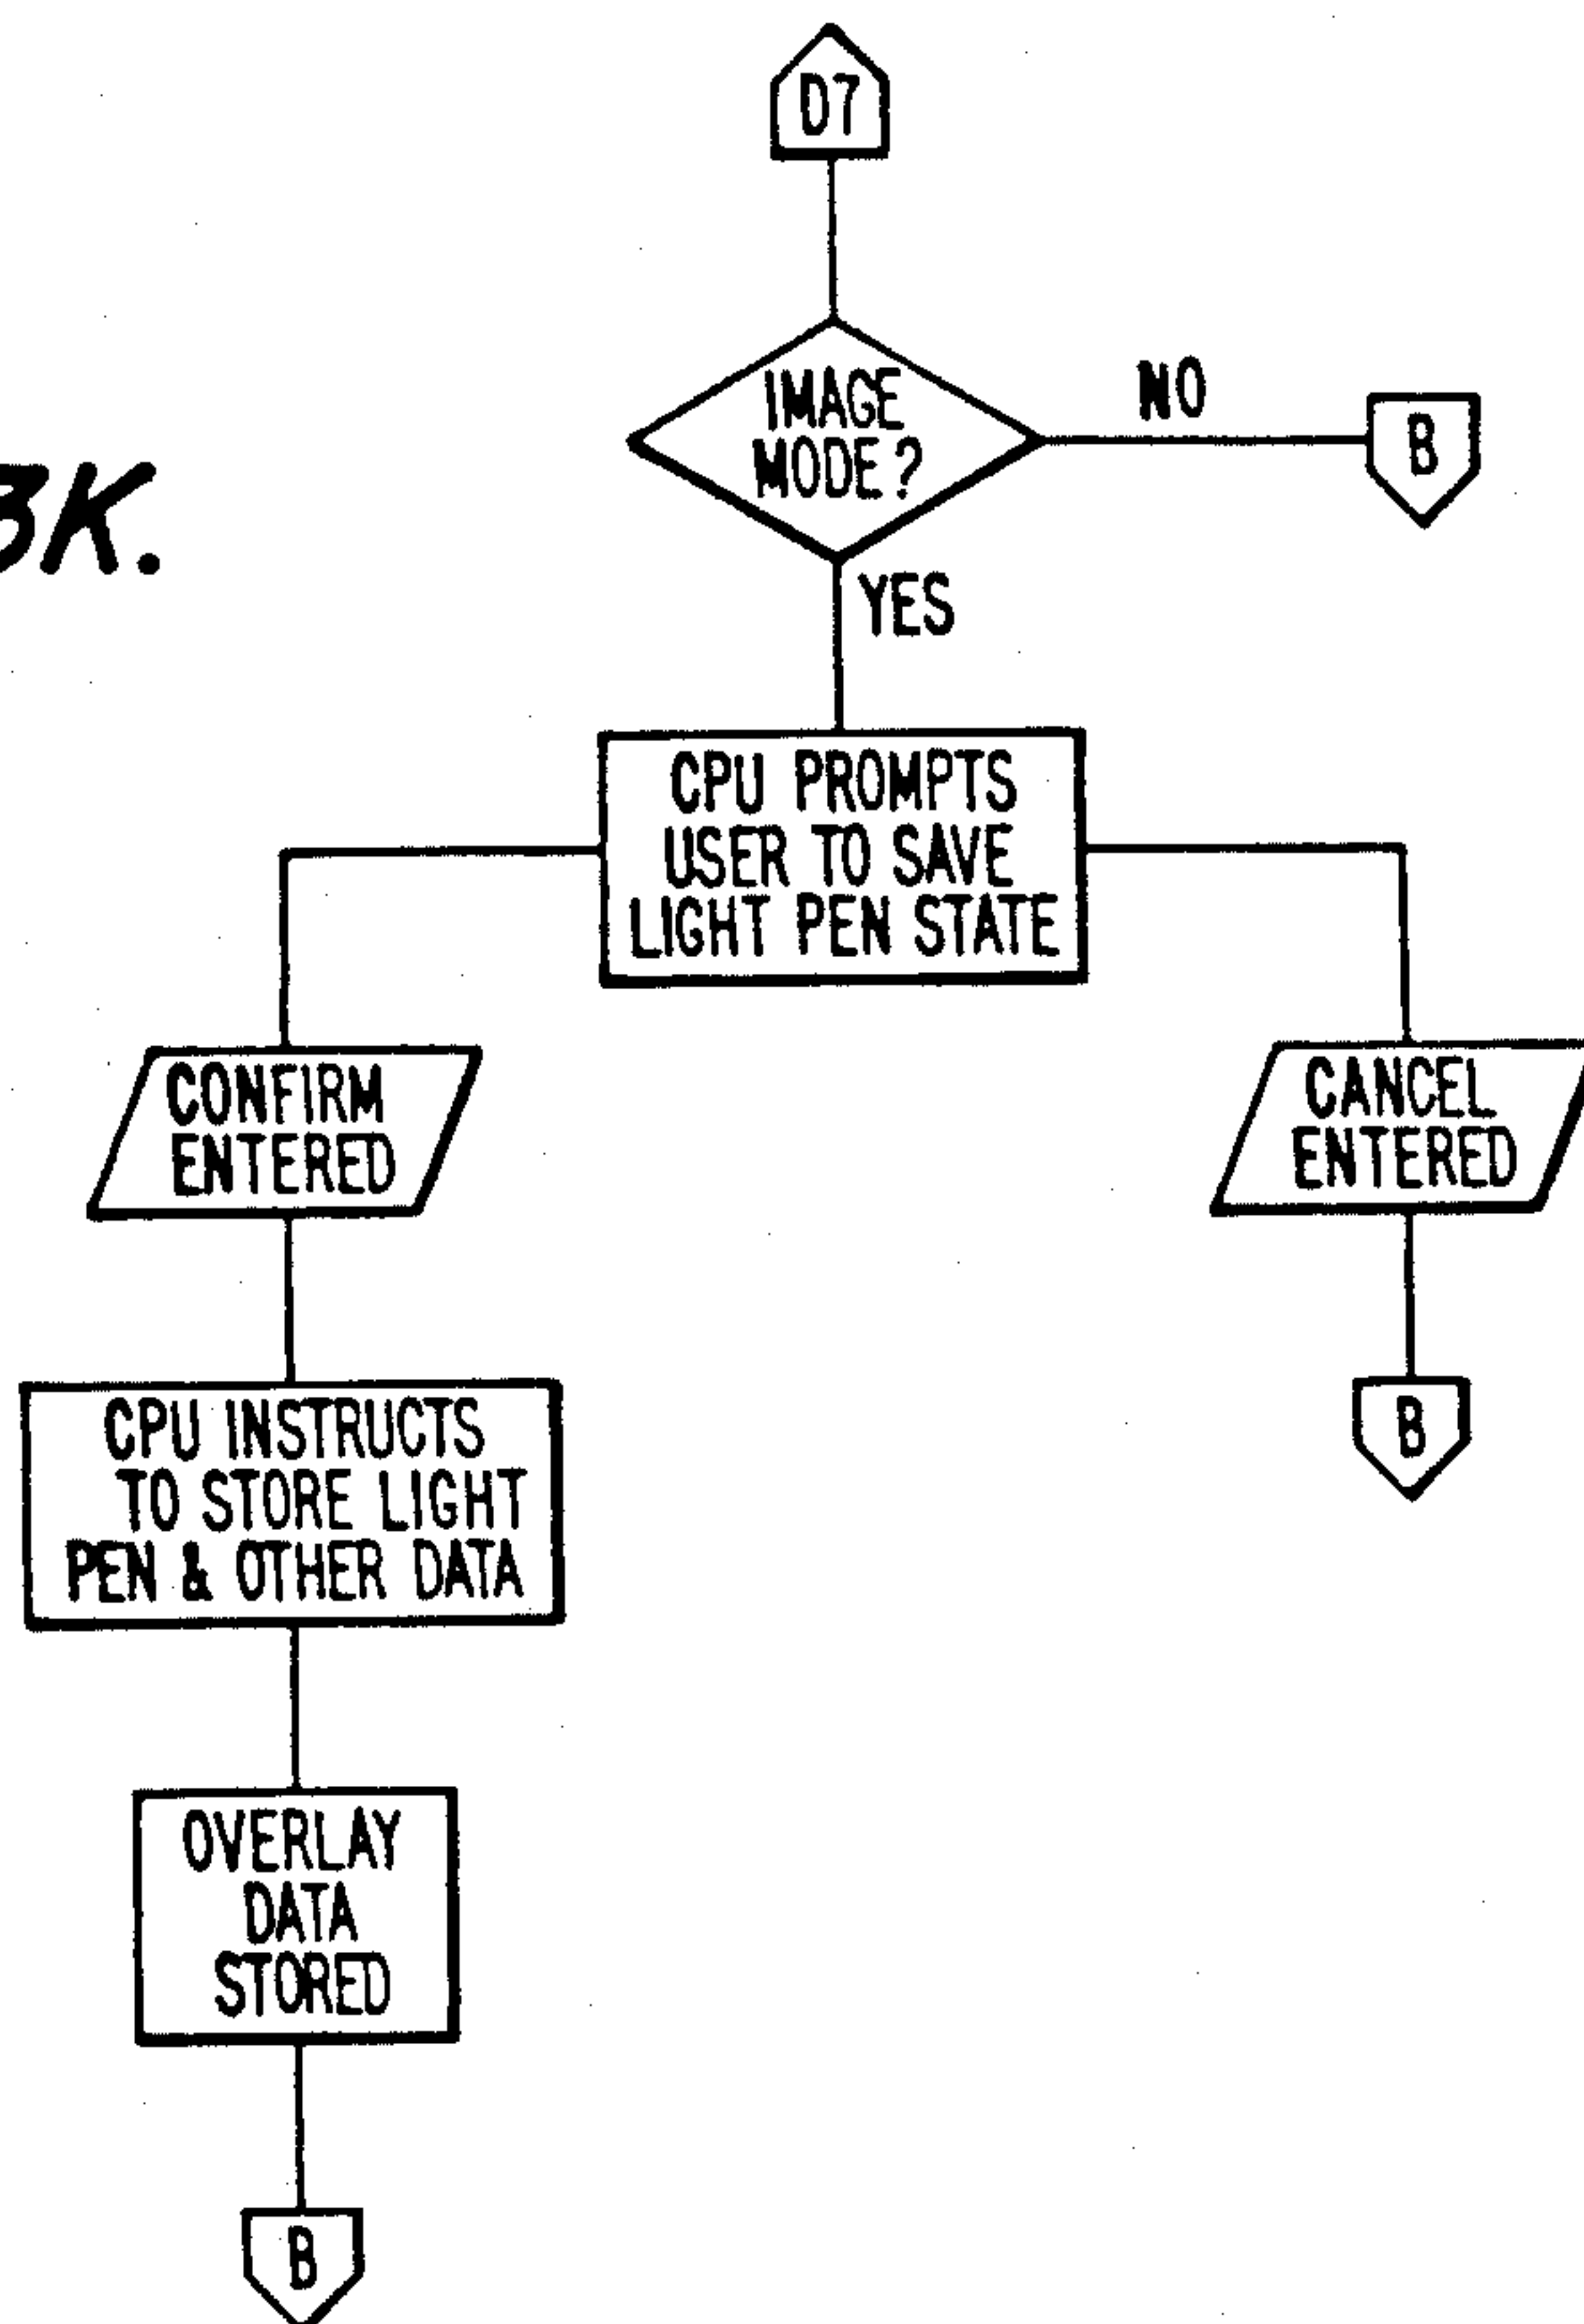 D7
IMAGE
MODE?
NO
B
3K.
YES
CPU PROMPTS
USER TO SAVE
LIGHT PEN STATE
CONFIRM
ENTERED
CANCEL
ENTERED
CPU INSTRUCTS
TO STORE LIGHT
PEN & OTHER DATA
B
OVERLAY
DATA
STORED
B